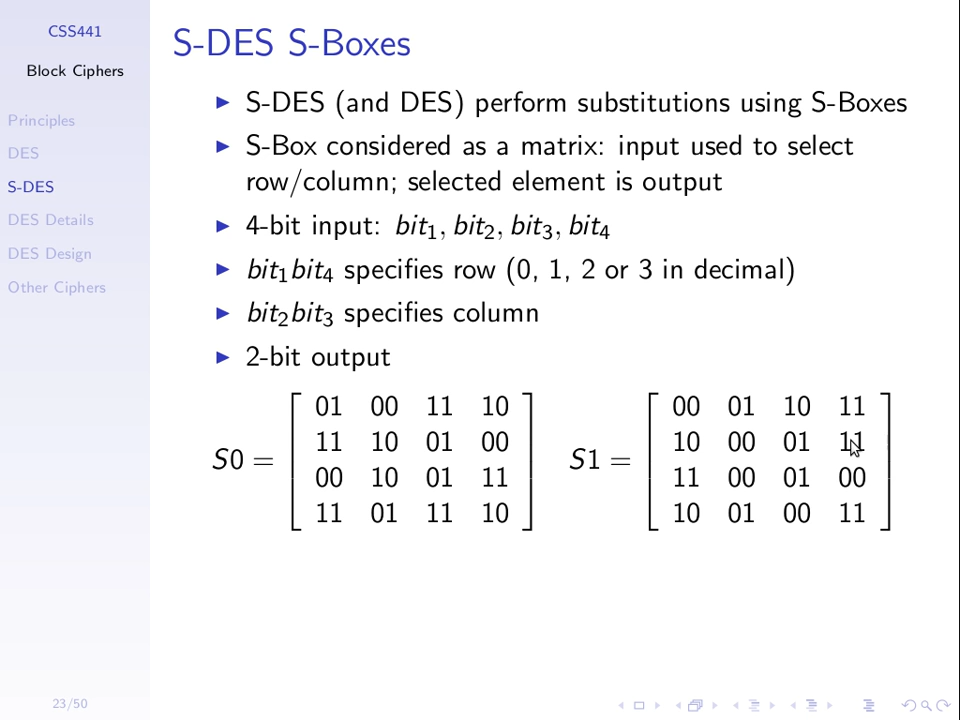 CSS441
Block Ciphers
Principles
DES
S-DES
DES Details
DES Design
Other Ciphers
23/50
S-DES S-Boxes
S-DES (and DES) perform substitutions using S-Boxes
S-Box considered as a matrix: input used to select
row/column; selected element is output
4-bit input: bit₁, bit₂, bit₃, bit₄
bit₁bit₄ specifies row (0, 1, 2 or 3 in decimal)
bit₂bit₃ specifies column
2-bit output
S0 =
01 00 11 10
11 10 01 00
00 10 01 11
11 01 11 10
S1 =
00 01 10 11
10 00 01 11
11 00 01 00
10 01 00 11